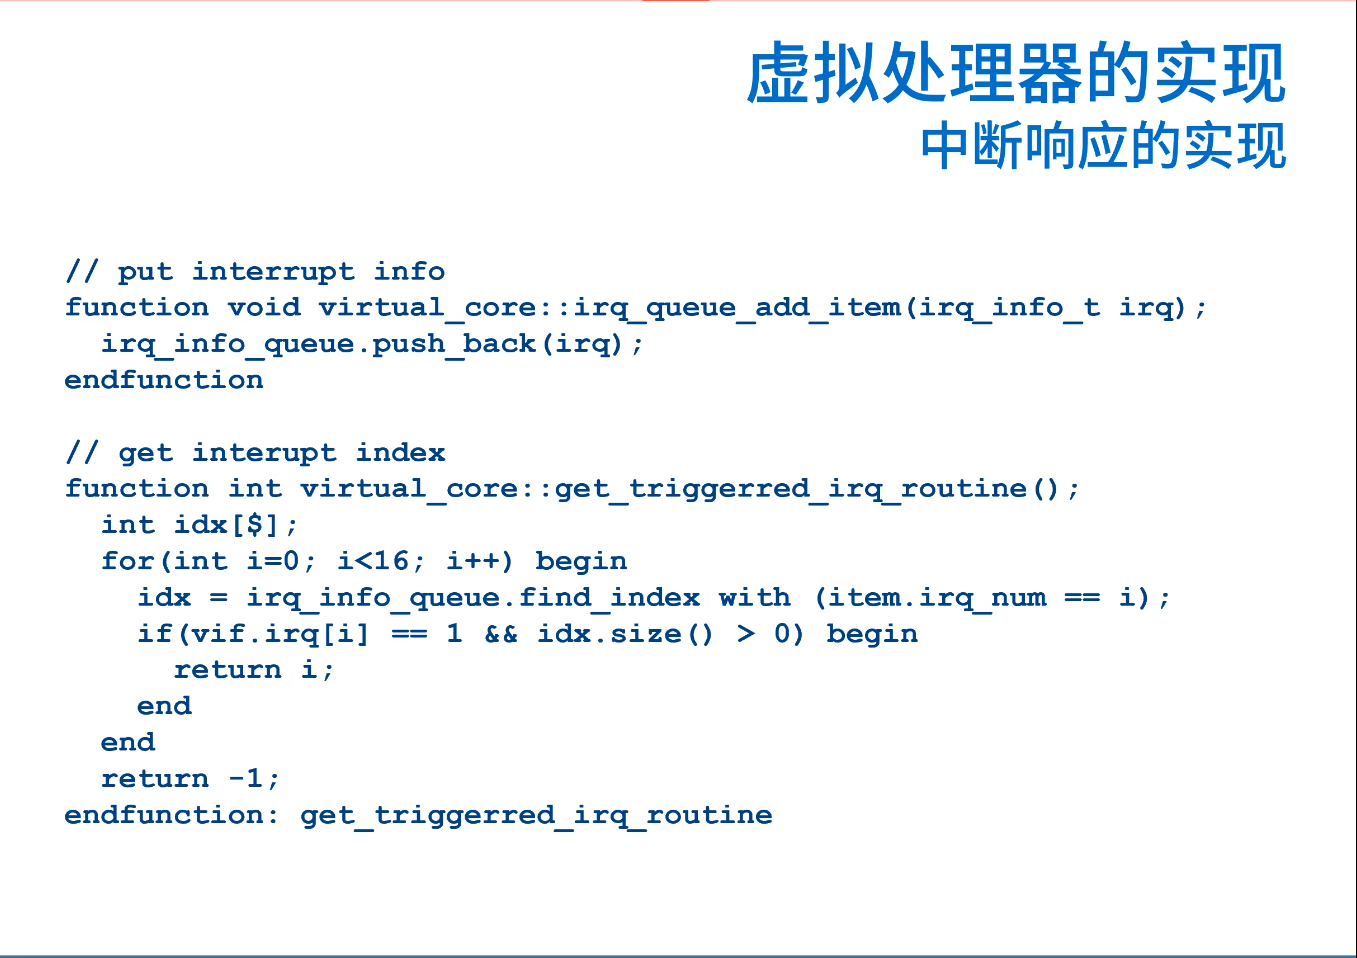 虚拟处理器的实现
中断响应的实现
// put interrupt info
function void virtual_core::irq_queue_add_item(irq_info_t irq);
  irq_info_queue.push_back(irq);
endfunction
// get interupt index
function int virtual_core::get_triggerred_irq_routine();
  int idx[$];
  for(int i=0; i<16; i++) begin
    idx = irq_info_queue.find_index with (item.irq_num == i);
    if(vif.irq[i] == 1 && idx.size() > 0) begin
      return i;
    end
  end
  return -1;
endfunction: get_triggerred_irq_routine